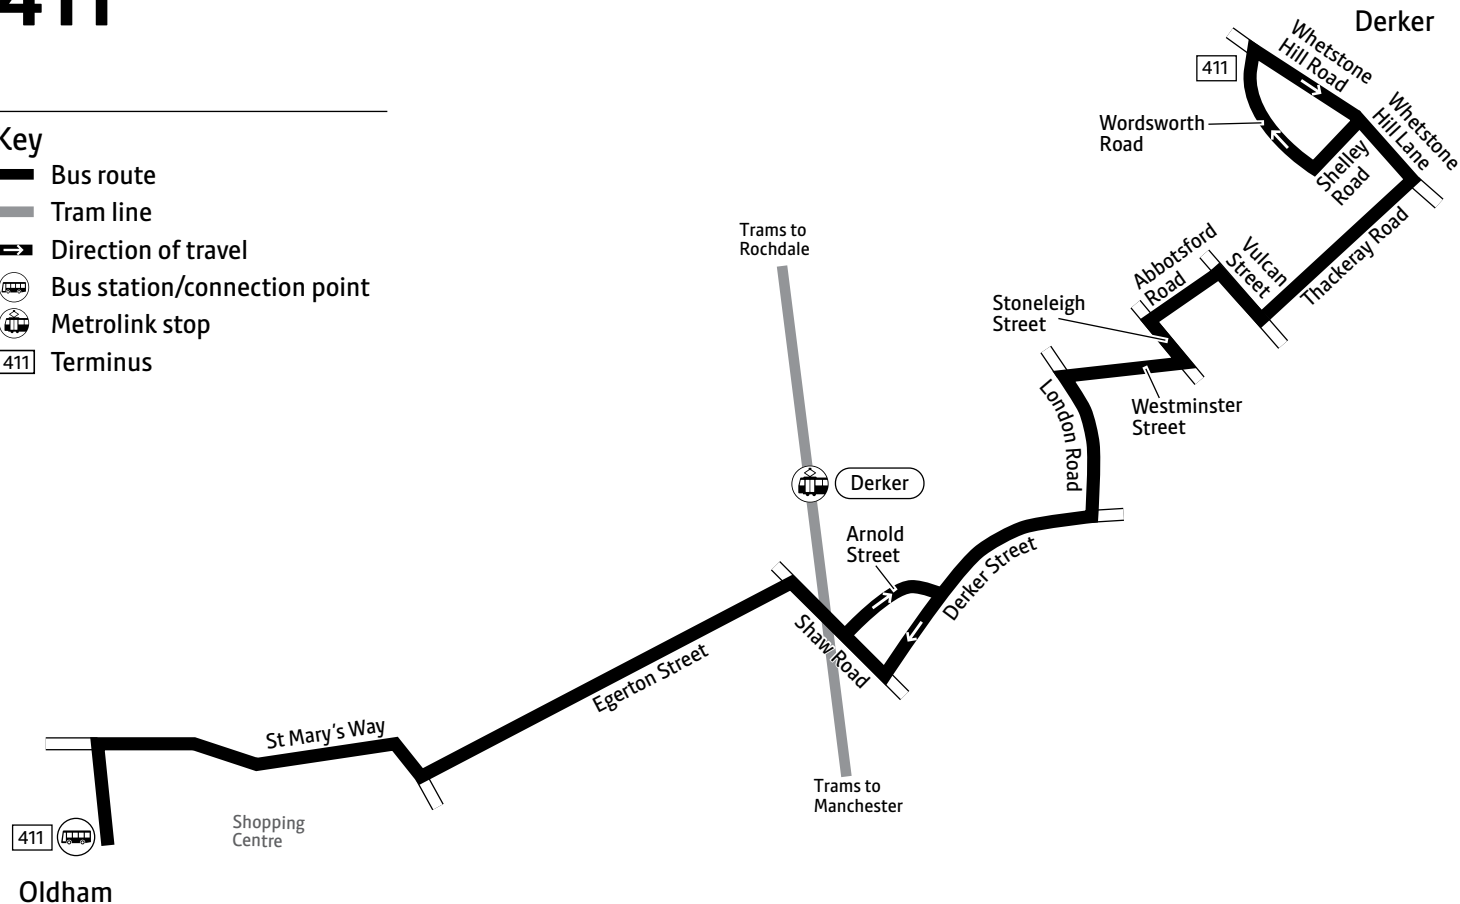 411
Key
Bus route
Tram line
Direction of travel
Bus station/connection point
Metrolink stop
411 Terminus
Derker
Whetstone
Hill Road
411
Whetstone
Hill Lane
Wordsworth
Road
Shelley
Road
Thackeray Road
Vulcan
Street
Abbotsford
Road
Stoneleigh
Street
Westminster
Street
London Road
Trams to
Rochdale
Derker
Arnold
Street
Derker Street
Shaw Road
Egerton Street
St Mary's Way
Trams to
Manchester
Shopping
Centre
411
Oldham